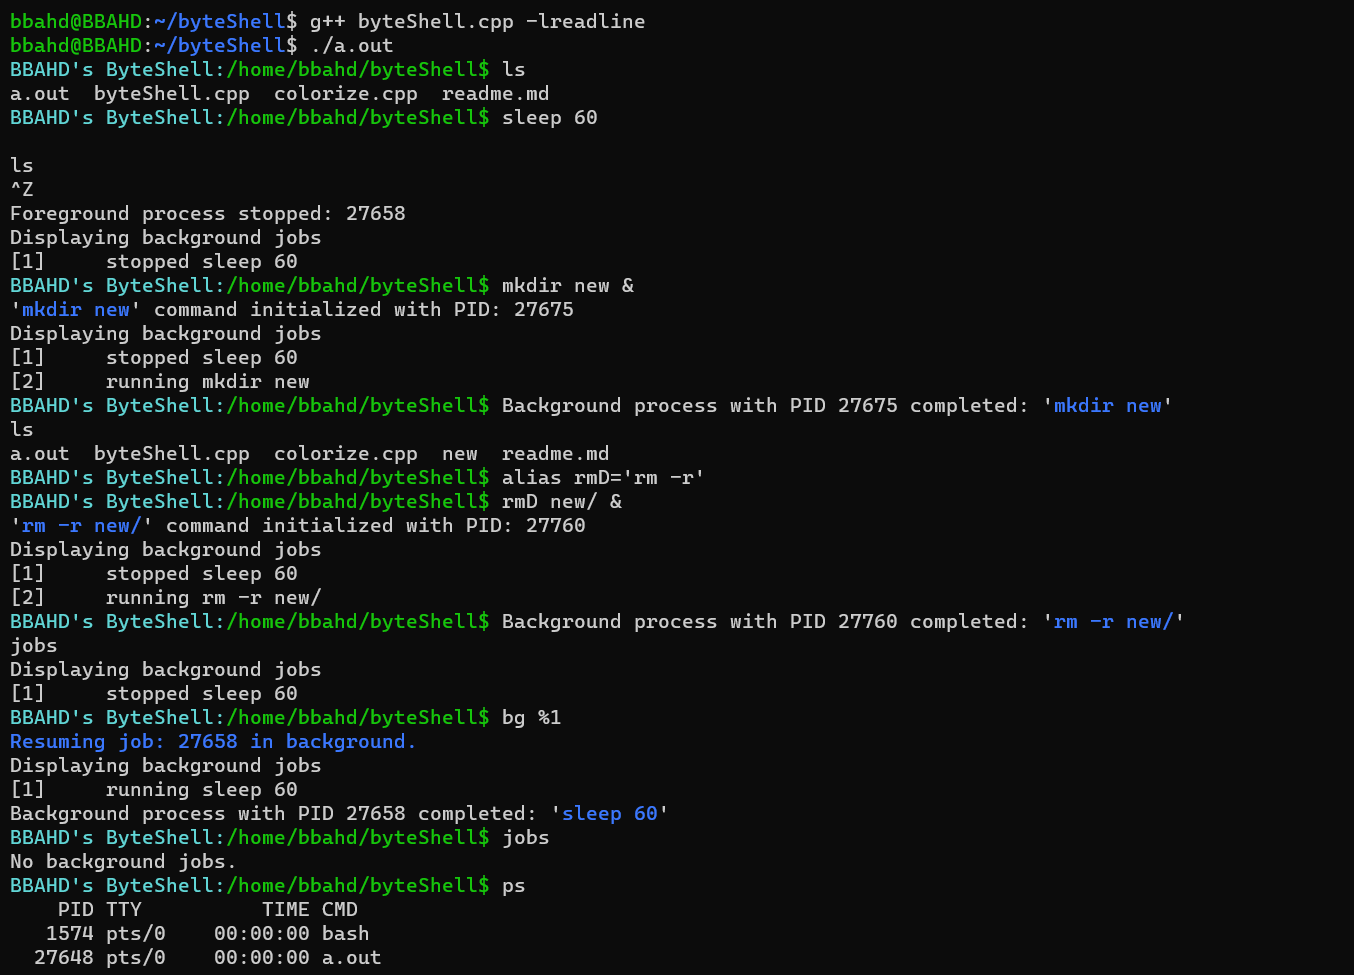 bbahd@BBAHD:~/byteShell$ g++ byteShell.cpp -lreadline
bbahd@BBAHD:~/byteShell$ ./a.out
BBAHD's ByteShell:/home/bbahd/byteShell$ ls
a.out  byteShell.cpp  colorize.cpp  readme.md
BBAHD's ByteShell:/home/bbahd/byteShell$ sleep 60
ls
^Z
Foreground process stopped: 27658
Displaying background jobs
[1]     stopped sleep 60
BBAHD's ByteShell:/home/bbahd/byteShell$ mkdir new &
'mkdir new' command initialized with PID: 27675
Displaying background jobs
[1]     stopped sleep 60
[2]     running mkdir new
BBAHD's ByteShell:/home/bbahd/byteShell$ Background process with PID 27675 completed: 'mkdir new'
ls
a.out  byteShell.cpp  colorize.cpp  new  readme.md
BBAHD's ByteShell:/home/bbahd/byteShell$ alias rmD='rm -r'
BBAHD's ByteShell:/home/bbahd/byteShell$ rmD new/ &
'rm -r new/' command initialized with PID: 27760
Displaying background jobs
[1]     stopped sleep 60
[2]     running rm -r new/
BBAHD's ByteShell:/home/bbahd/byteShell$ Background process with PID 27760 completed: 'rm -r new/'
jobs
Displaying background jobs
[1]     stopped sleep 60
BBAHD's ByteShell:/home/bbahd/byteShell$ bg %1
Resuming job: 27658 in background.
Displaying background jobs
[1]     running sleep 60
Background process with PID 27658 completed: 'sleep 60'
BBAHD's ByteShell:/home/bbahd/byteShell$ jobs
No background jobs.
BBAHD's ByteShell:/home/bbahd/byteShell$ ps
    PID TTY          TIME CMD
   1574 pts/0    00:00:00 bash
  27648 pts/0    00:00:00 a.out